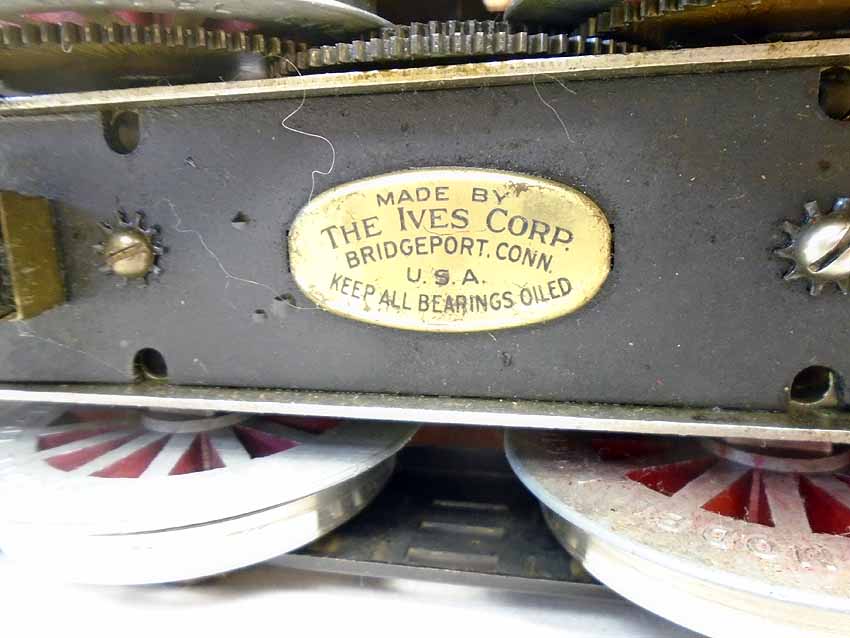 MADE BY
THE IVES CORP.
BRIDGEPORT. CONN.
U.S.A.
KEEP ALL BEARINGS OILED